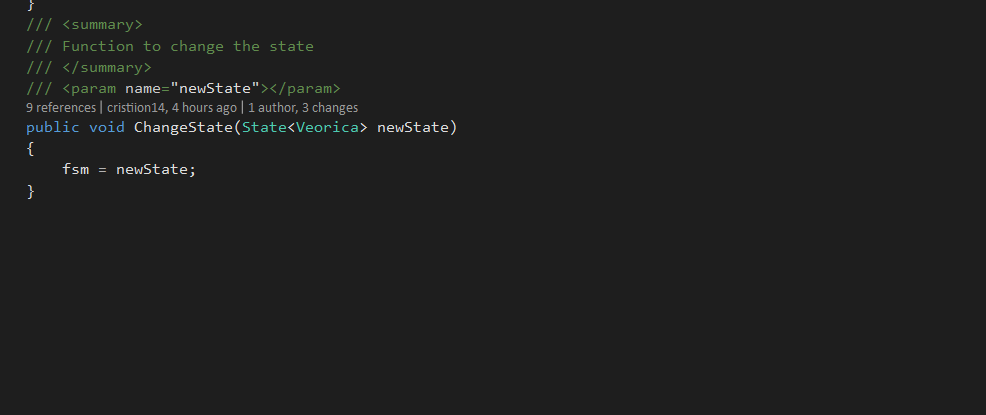 }
/// <summary>
/// Function to change the state
/// </summary>
/// <param name="newState"></param>
9 references | cristiion14, 4 hours ago | 1 author, 3 changes
public void ChangeState(State<Veorica> newState)
{
    fsm = newState;
}